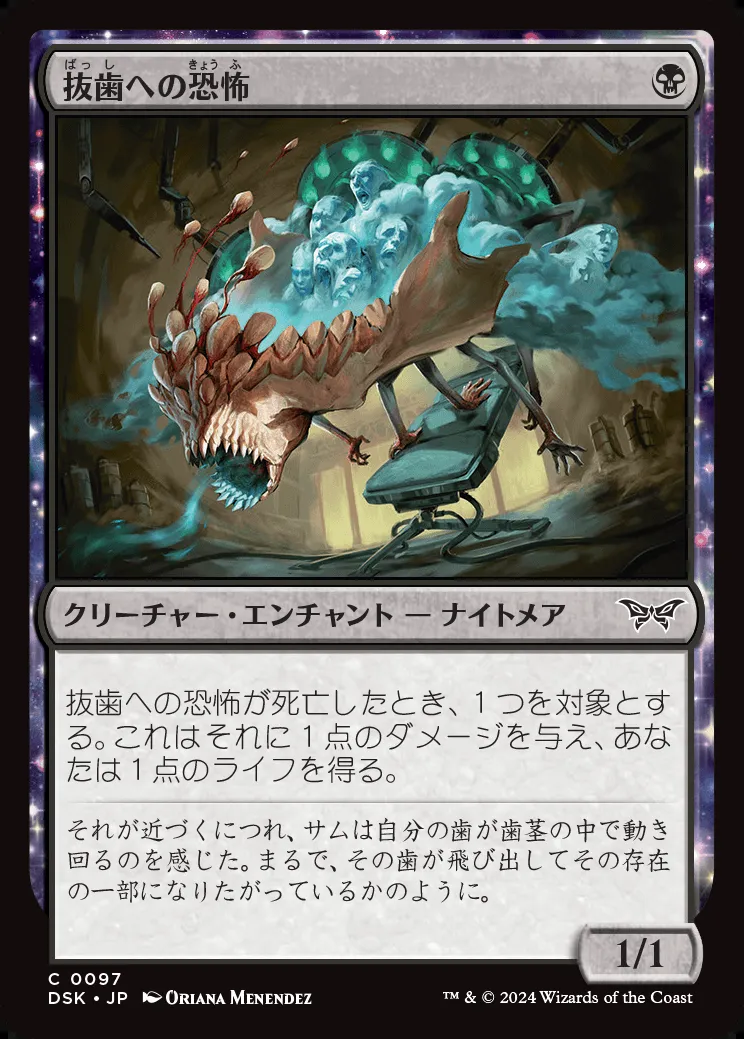 ばっし きょうふ
抜歯への恐怖
クリーチャー・エンチャント — ナイトメア
抜歯への恐怖が死亡したとき、1つを対象とす
る。これはそれに1点のダメージを与え、あな
たは1点のライフを得る。
それが近づくにつれ、サムは自分の歯が歯茎の中で動き
回るのを感じた。まるで、その歯が飛び出してその存在
の一部になりたがっているかのように。
1/1
C 0097
DSK • JP Oriana Menendez
™ & © 2024 Wizards of the Coast